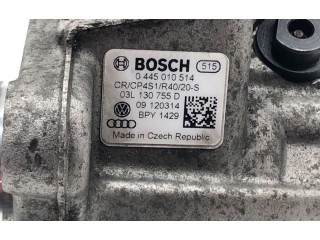 BOSCH 515
0 445 010 514
CR/CP4S1/R40/20-S
03L 130 755 D
09 120314
BPY 1429
Made in Czech Republic